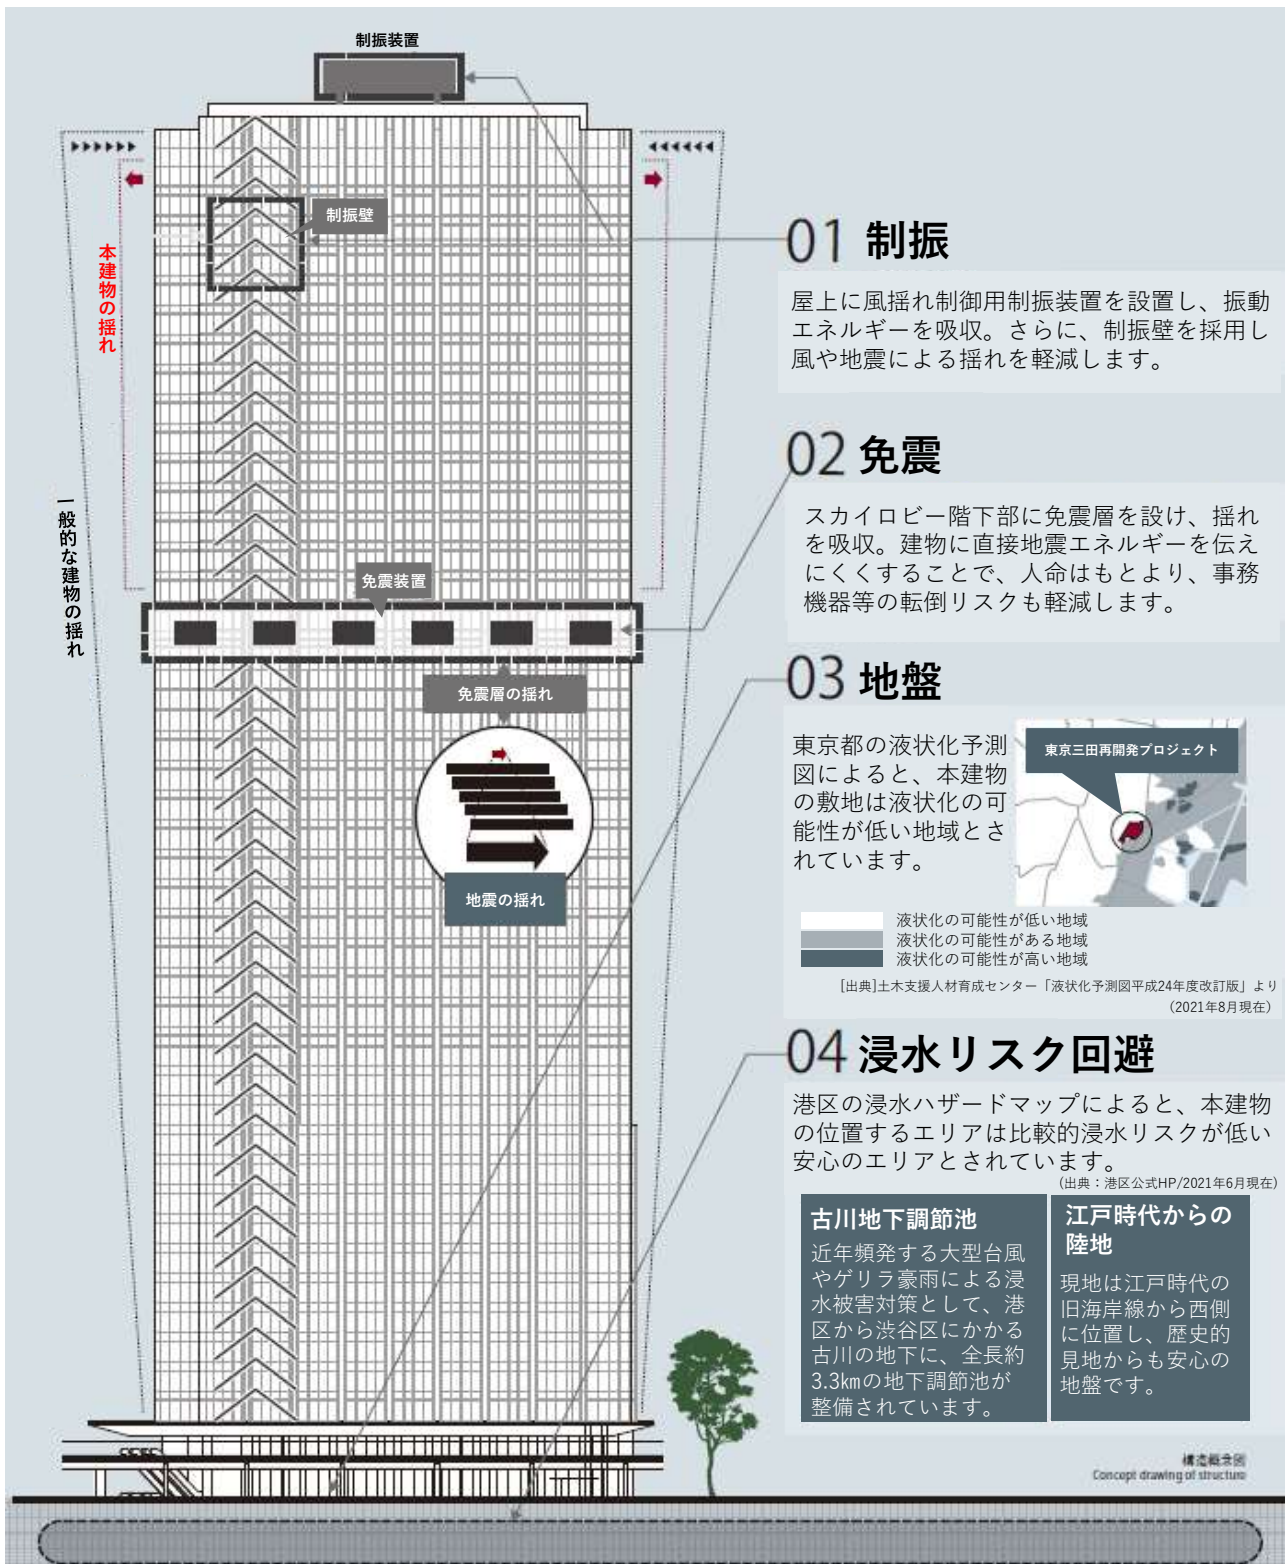 制振装置
制振壁
本建物の揺れ
一般的な建物の揺れ
免震装置
免震層の揺れ
地震の揺れ
01 制振
屋上に風揺れ制御用制振装置を設置し、振動
エネルギーを吸収。さらに、制振壁を採用し
風や地震による揺れを軽減します。
02 免震
スカイロビー階下部に免震層を設け、揺れ
を吸収。建物に直接地震エネルギーを伝え
にくくすることで、人命はもとより、事務
機器等の転倒リスクも軽減します。
03 地盤
東京都の液状化予測
図によると、本建物
の敷地は液状化の可
能性が低い地域とさ
れています。
東京三田再開発プロジェクト
液状化の可能性が低い地域
液状化の可能性がある地域
液状化の可能性が高い地域
[出典]土木支援人材育成センター「液状化予測図平成24年度改訂版」より
（2021年8月現在）
04 浸水リスク回避
港区の浸水ハザードマップによると、本建物
の位置するエリアは比較的浸水リスクが低い
安心のエリアとされています。
(出典：港区公式HP/2021年6月現在)
古川地下調節池
近年頻発する大型台風
やゲリラ豪雨による浸
水被害対策として、港
区から渋谷区にかかる
古川の地下に、全長約
3.3㎞の地下調節池が
整備されています。
江戸時代からの
陸地
現地は江戸時代の
旧海岸線から西側
に位置し、歴史的
見地からも安心の
地盤です。
構造概念図
Concept drawing of structure